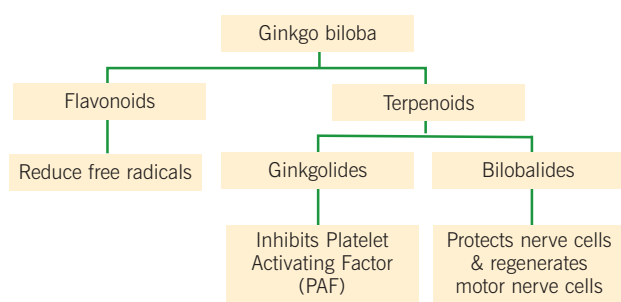 Ginkgo biloba
Flavonoids
Terpenoids
Reduce free radicals
Ginkgolides
Bilobalides
Inhibits Platelet
Activating Factor
(PAF)
Protects nerve cells
& regenerates
motor nerve cells